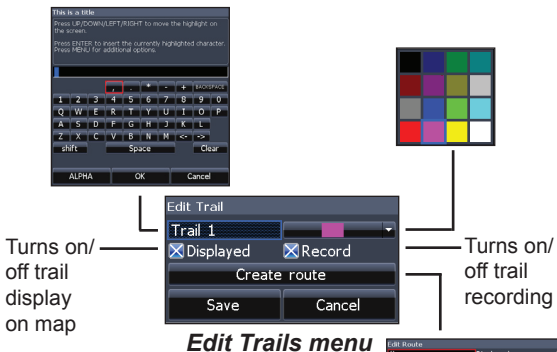 This is a title
Press UP/DOWN/LEFT/RIGHT to move the highlight on
the screen.
Press ENTER to insert the currently highlighted character.
Press MENU for additional options.
, . * - + BACKSPACE
1 2 3 4 5 6 7 8 9 0
Q W E R T Y U I O P
A S D F G H J K L
Z X C V B N M <- ->
shift Space Clear
ALPHA OK Cancel
Edit Trail
Trail 1
Displayed Record
Create route
Save Cancel
Turns on/
off trail
display
on map
Turns on/
off trail
recording
Edit Trails menu
Edit Route